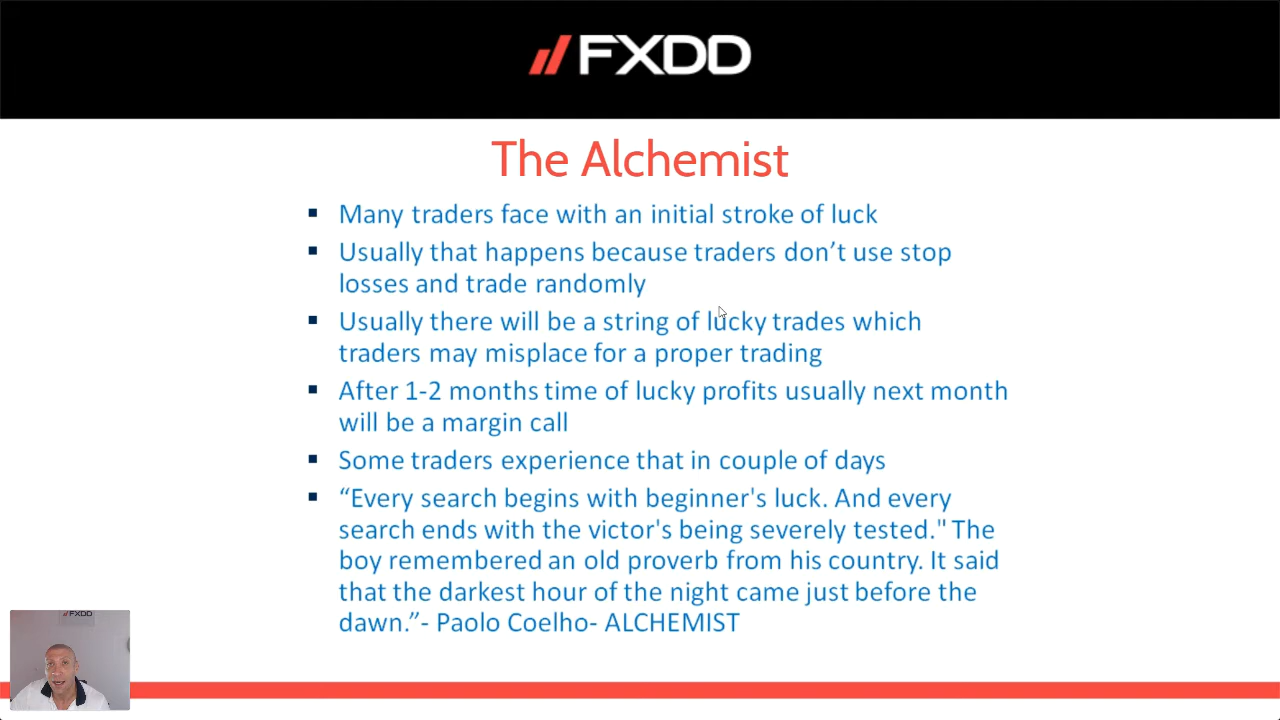 FXDD
The Alchemist
▪ Many traders face with an initial stroke of luck
▪ Usually that happens because traders don’t use stop
losses and trade randomly
▪ Usually there will be a string of lucky trades which
traders may misplace for a proper trading
▪ After 1-2 months time of lucky profits usually next month
will be a margin call
▪ Some traders experience that in couple of days
▪ “Every search begins with beginner's luck. And every
search ends with the victor's being severely tested." The
boy remembered an old proverb from his country. It said
that the darkest hour of the night came just before the
dawn.”- Paolo Coelho- ALCHEMIST
FXDD